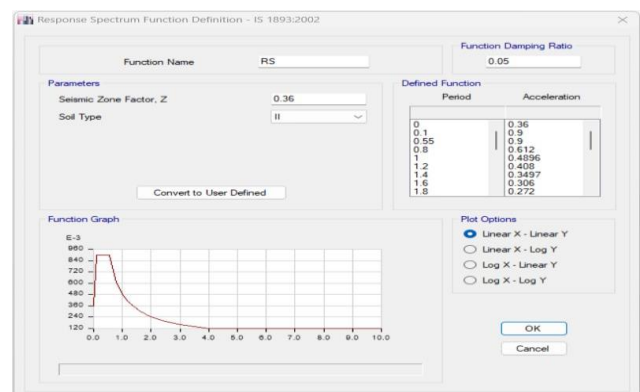 Response Spectrum Function Definition - IS 1893:2002
Function Name
RS
Function Damping Ratio
0.05
Parameters
Seismic Zone Factor, Z
0.36
Soil Type
II
Convert to User Defined
Defined Function
Period
Acceleration
0
0.36
0.1
0.9
0.55
0.9
0.8
0.612
1
0.4896
1.2
0.408
1.4
0.3497
1.6
0.306
1.8
0.272
Function Graph
E-3
960
840
720
600
480
360
240
120
0.0 1.0 2.0 3.0 4.0 5.0 6.0 7.0 8.0 9.0 10.0
Plot Options
Linear X - Linear Y
Linear X - Log Y
Log X - Linear Y
Log X - Log Y
OK
Cancel